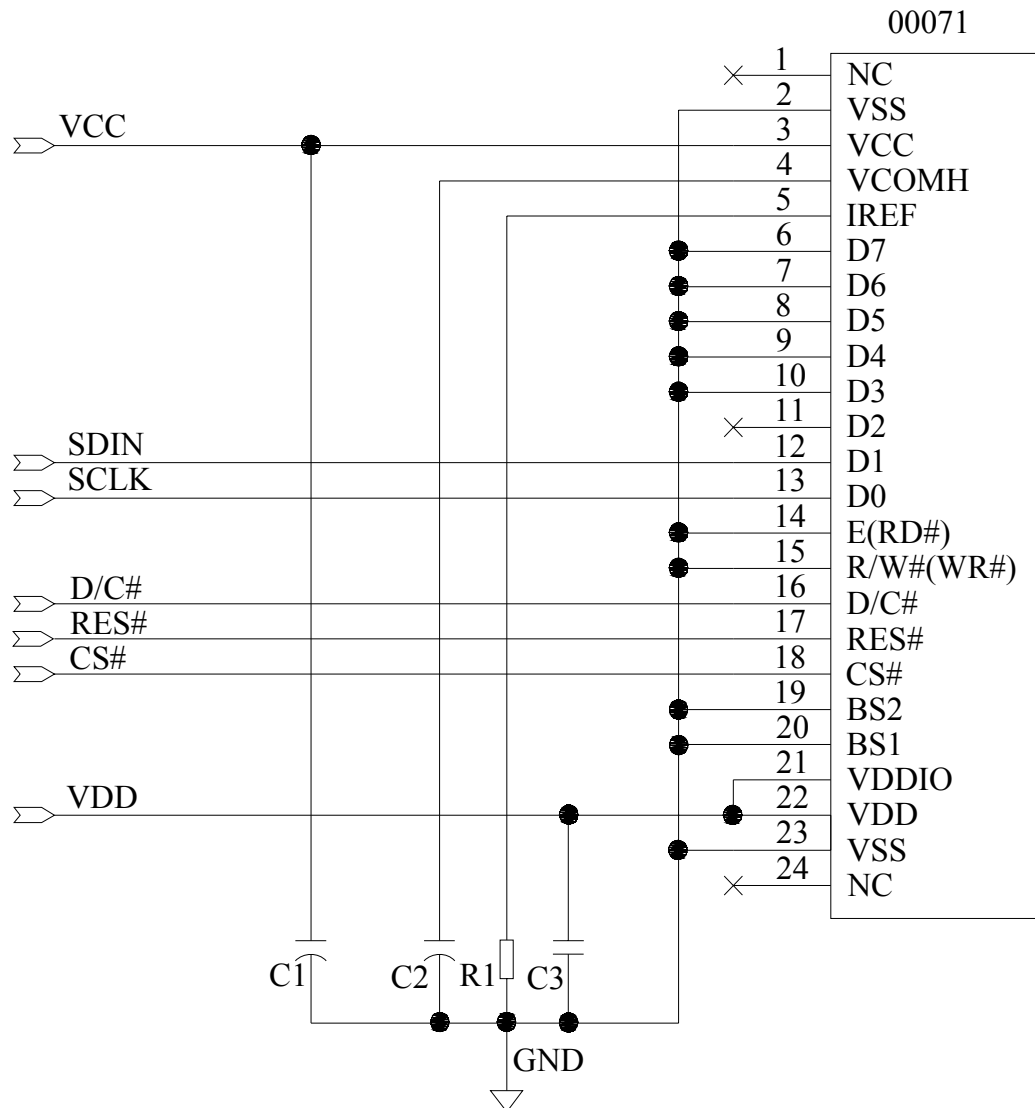 00071
1 NC
2 VSS
VCC 3 VCC
4 VCOMH
5 IREF
6 D7
7 D6
8 D5
9 D4
10 D3
11 D2
SDIN 12 D1
SCLK 13 D0
14 E(RD#)
15 R/W#(WR#)
D/C# 16 D/C#
RES# 17 RES#
CS# 18 CS#
19 BS2
20 BS1
21 VDDIO
VDD 22 VDD
23 VSS
24 NC
C1 C2 R1 C3
GND